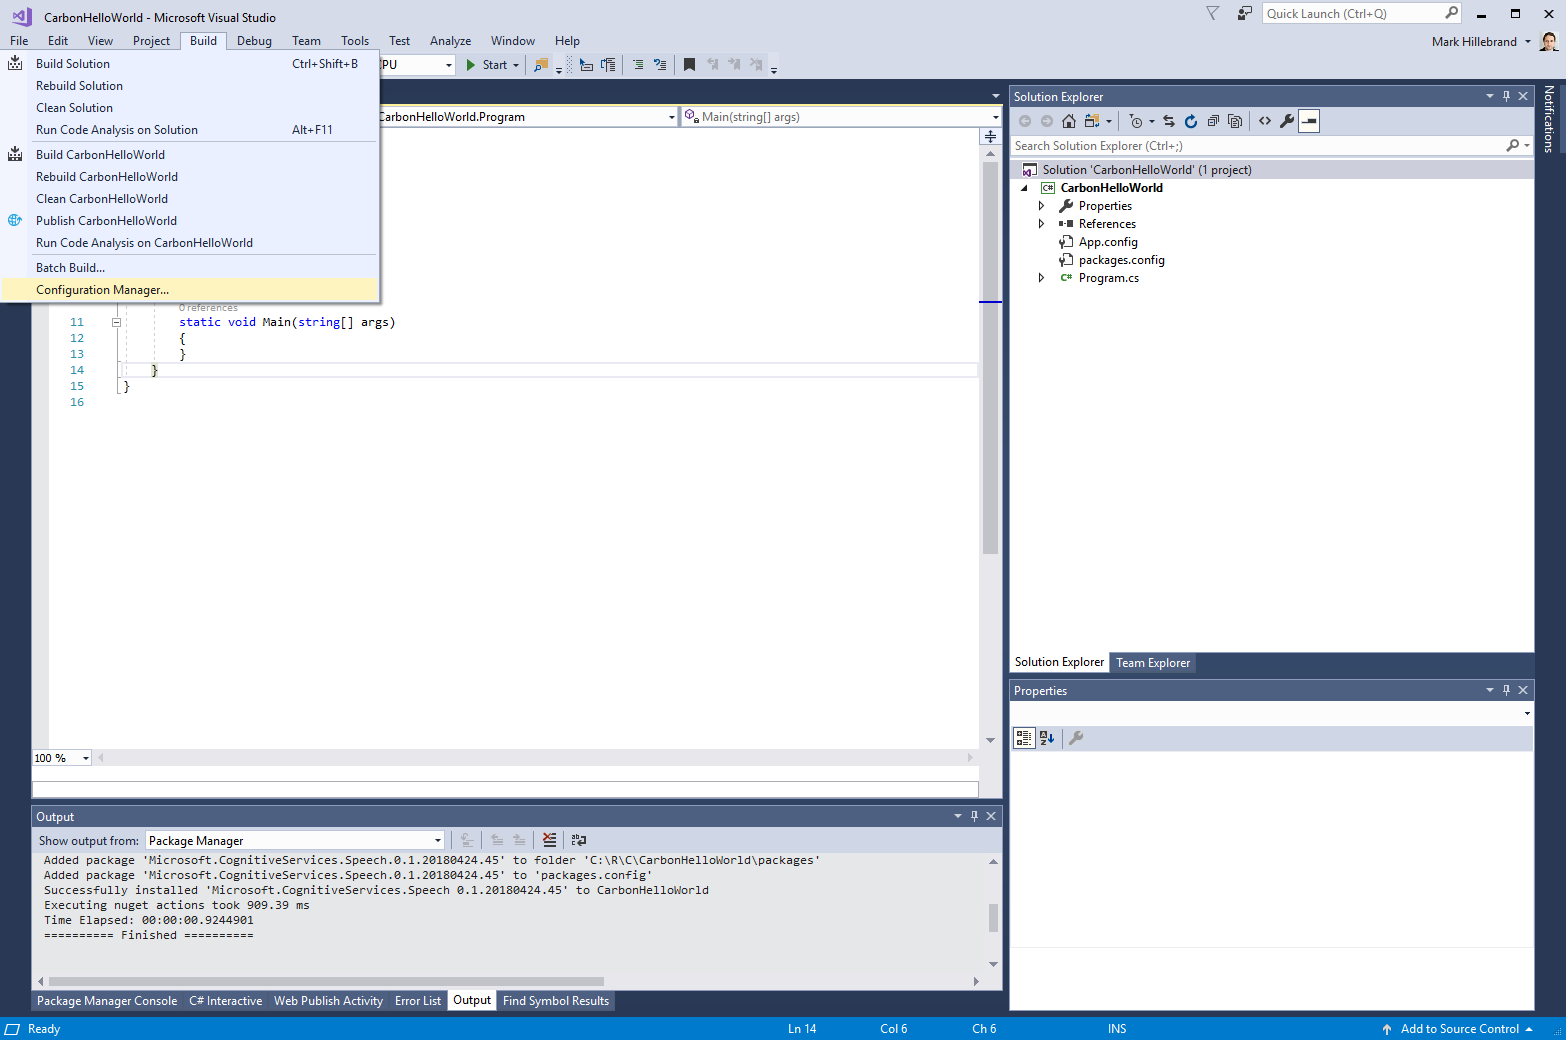 CarbonHelloWorld - Microsoft Visual Studio
Quick Launch (Ctrl+Q)
File Edit View Project Build Debug Team Tools Test Analyze Window Help
Mark Hillebrand
Build Solution Ctrl+Shift+B
Rebuild Solution
Clean Solution
Run Code Analysis on Solution Alt+F11
Build CarbonHelloWorld
Rebuild CarbonHelloWorld
Clean CarbonHelloWorld
Publish CarbonHelloWorld
Run Code Analysis on CarbonHelloWorld
Batch Build...
Configuration Manager...
PU Start
CarbonHelloWorld.Program Main(string[] args)
0 references
11 static void Main(string[] args)
12 {
13 }
14 }
15 }
16
100 %
Output
Show output from: Package Manager
Added package 'Microsoft.CognitiveServices.Speech.0.1.20180424.45' to folder 'C:\R\C\CarbonHelloWorld\packages'
Added package 'Microsoft.CognitiveServices.Speech.0.1.20180424.45' to 'packages.config'
Successfully installed 'Microsoft.CognitiveServices.Speech 0.1.20180424.45' to CarbonHelloWorld
Executing nuget actions took 909.39 ms
Time Elapsed: 00:00:00.9244901
========== Finished ==========
Package Manager Console C# Interactive Web Publish Activity Error List Output Find Symbol Results
Solution Explorer
Search Solution Explorer (Ctrl+;)
Solution 'CarbonHelloWorld' (1 project)
C# CarbonHelloWorld
Properties
References
App.config
packages.config
C# Program.cs
Solution Explorer Team Explorer
Properties
Notifications
Ready Ln 14 Col 6 Ch 6 INS Add to Source Control